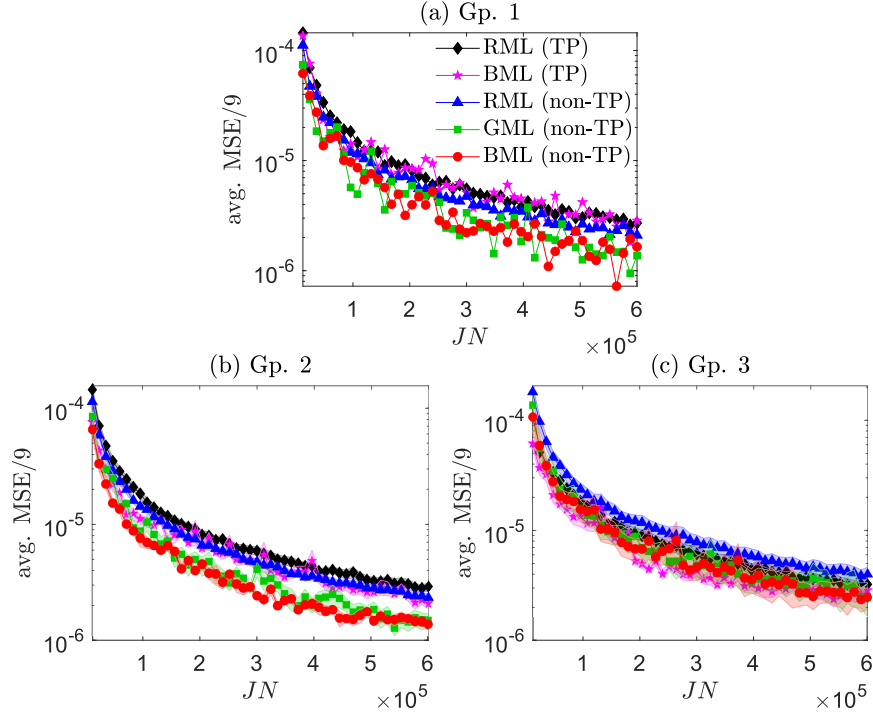 (a) Gp. 1
avg. MSE/9
10^-4
10^-5
10^-6
RML (TP)
BML (TP)
RML (non-TP)
GML (non-TP)
BML (non-TP)
1 2 3 4 5 6
JN
×10^5
(b) Gp. 2
avg. MSE/9
10^-4
10^-5
10^-6
1 2 3 4 5 6
JN
×10^5
(c) Gp. 3
avg. MSE/9
10^-4
10^-5
10^-6
1 2 3 4 5 6
JN
×10^5